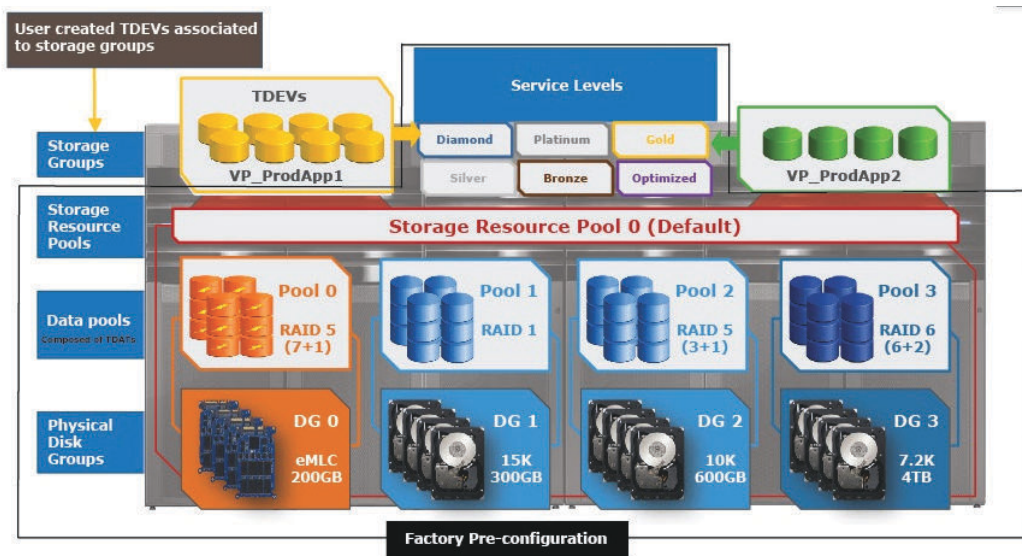 User created TDEVs associated
to storage groups
Service Levels
TDEVs
VP_ProdApp1
Diamond
Platinum
Gold
Silver
Bronze
Optimized
VP_ProdApp2
Storage
Groups
Storage
Resource
Pools
Storage Resource Pool 0 (Default)
Data pools
Composed of TDATs
Pool 0
RAID 5
(7+1)
Pool 1
RAID 1
Pool 2
RAID 5
(3+1)
Pool 3
RAID 6
(6+2)
Physical
Disk
Groups
DG 0
eMLC
200GB
DG 1
15K
300GB
DG 2
10K
600GB
DG 3
7.2K
4TB
Factory Pre-configuration